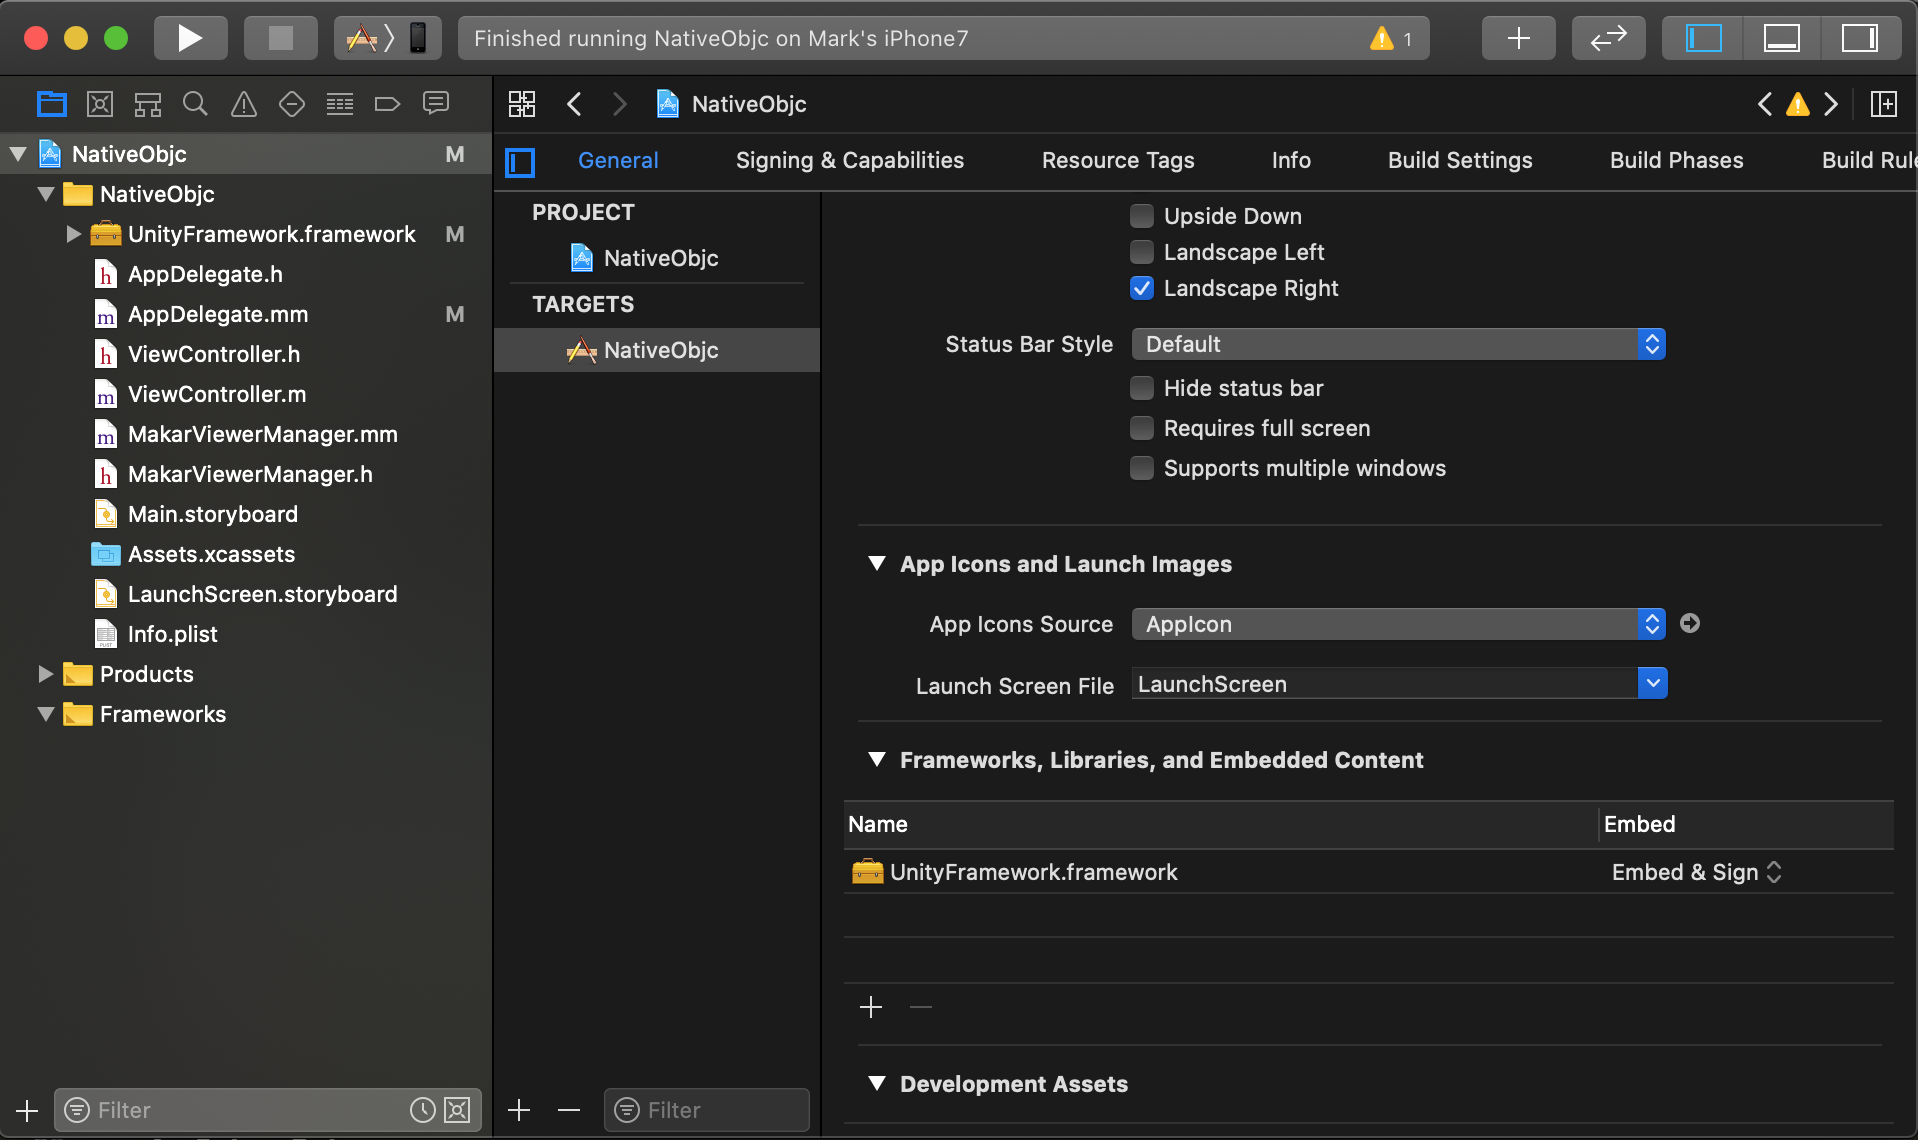 Finished running NativeObjc on Mark's iPhone7
1
NativeObjc
NativeObjc M
NativeObjc
UnityFramework.framework M
AppDelegate.h
AppDelegate.mm M
ViewController.h
ViewController.m
MakarViewerManager.mm
MakarViewerManager.h
Main.storyboard
Assets.xcassets
LaunchScreen.storyboard
Info.plist
Products
Frameworks
Filter
General Signing & Capabilities Resource Tags Info Build Settings Build Phases Build Rule
PROJECT
NativeObjc
TARGETS
NativeObjc
Filter
Upside Down
Landscape Left
Landscape Right
Status Bar Style Default
Hide status bar
Requires full screen
Supports multiple windows
App Icons and Launch Images
App Icons Source AppIcon
Launch Screen File LaunchScreen
Frameworks, Libraries, and Embedded Content
Name Embed
UnityFramework.framework Embed & Sign
Development Assets